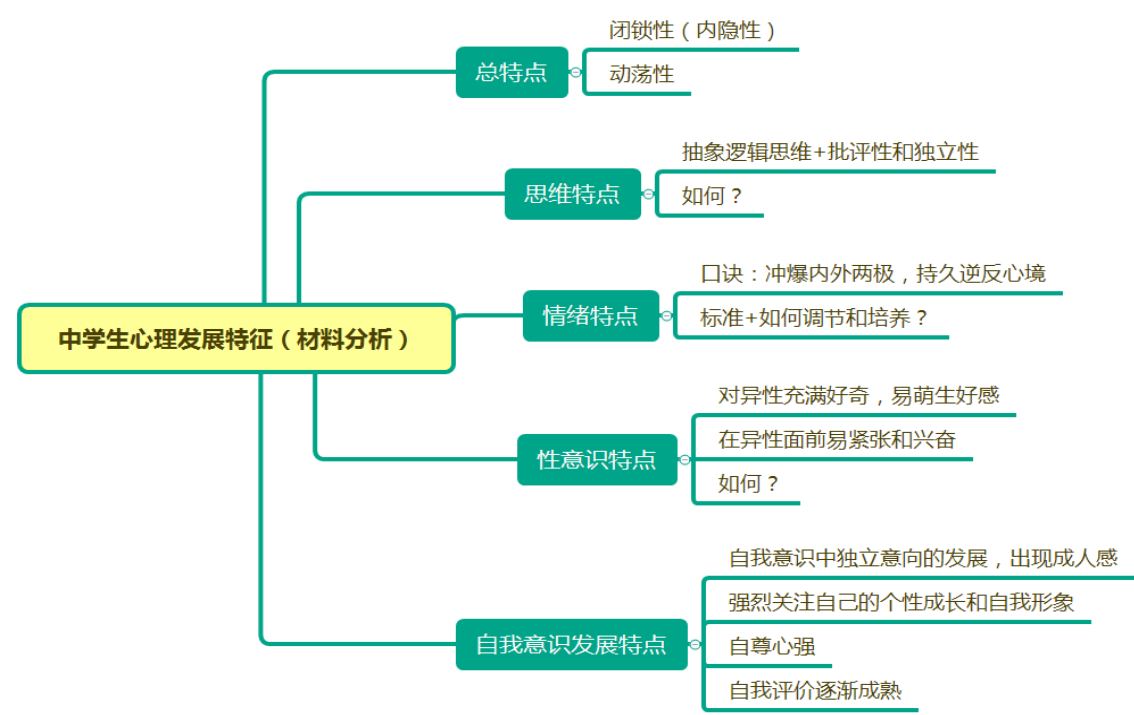 中学生心理发展特征（材料分析）
总特点
闭锁性（内隐性）
动荡性
思维特点
抽象逻辑思维+批评性和独立性
如何？
情绪特点
口诀：冲爆内外两极，持久逆反心境
标准+如何调节和培养？
性意识特点
对异性充满好奇，易萌生好感
在异性面前易紧张和兴奋
如何？
自我意识发展特点
自我意识中独立意向的发展，出现成人感
强烈关注自己的个性成长和自我形象
自尊心强
自我评价逐渐成熟